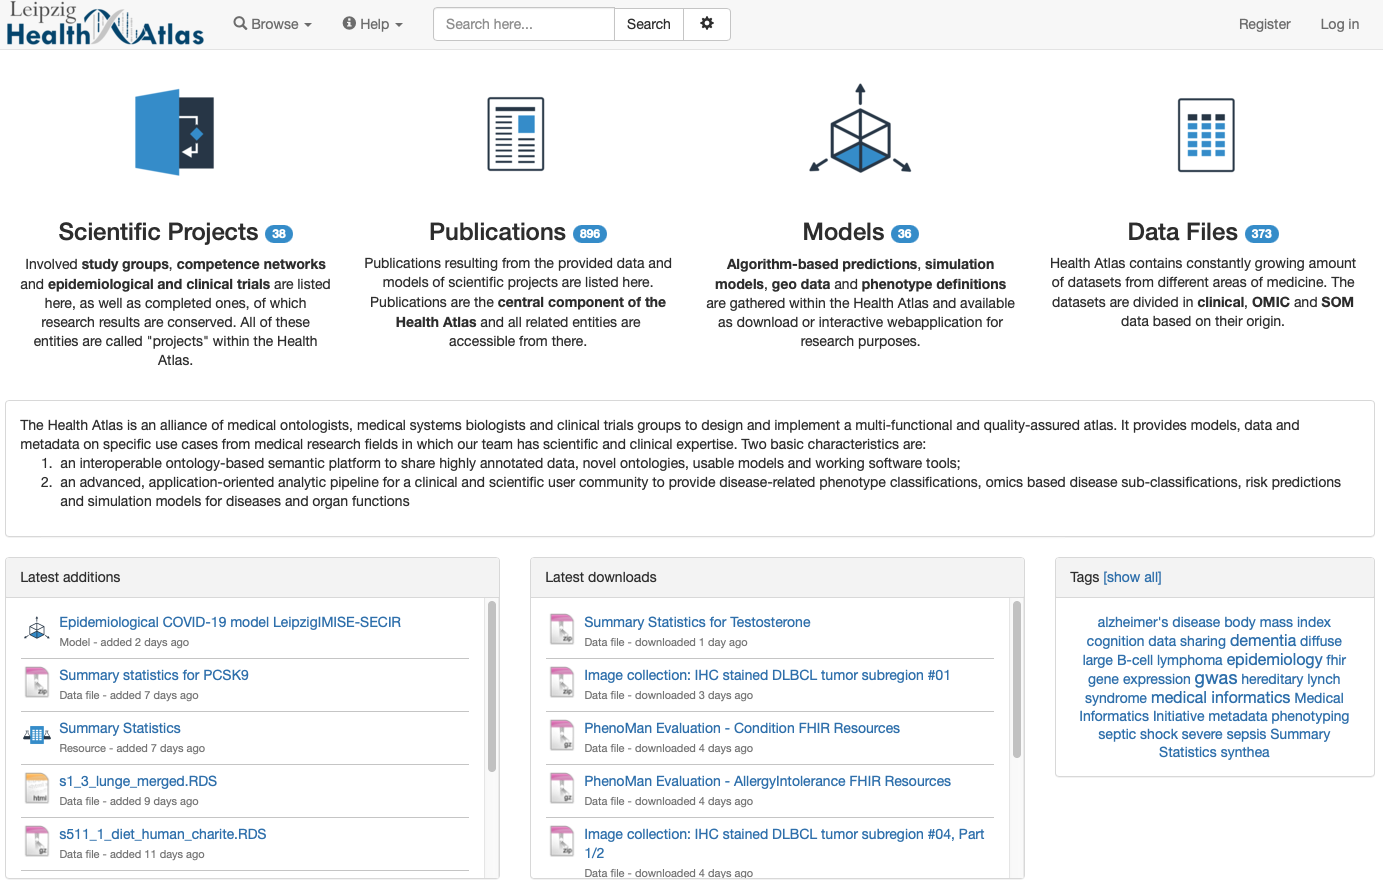 Leipzig
Health Atlas
Browse
Help
Search here...
Search
Register
Log in
Scientific Projects 38
Involved study groups, competence networks
and epidemiological and clinical trials are listed
here, as well as completed ones, of which
research results are conserved. All of these
entities are called "projects" within the Health
Atlas.
Publications 896
Publications resulting from the provided data and
models of scientific projects are listed here.
Publications are the central component of the
Health Atlas and all related entities are
accessible from there.
Models 36
Algorithm-based predictions, simulation
models, geo data and phenotype definitions
are gathered within the Health Atlas and available
as download or interactive webapplication for
research purposes.
Data Files 373
Health Atlas contains constantly growing amount
of datasets from different areas of medicine. The
datasets are divided in clinical, OMIC and SOM
data based on their origin.
The Health Atlas is an alliance of medical ontologists, medical systems biologists and clinical trials groups to design and implement a multi-functional and quality-assured atlas. It provides models, data and
metadata on specific use cases from medical research fields in which our team has scientific and clinical expertise. Two basic characteristics are:
1. an interoperable ontology-based semantic platform to share highly annotated data, novel ontologies, usable models and working software tools;
2. an advanced, application-oriented analytic pipeline for a clinical and scientific user community to provide disease-related phenotype classifications, omics based disease sub-classifications, risk predictions
and simulation models for diseases and organ functions
Latest additions
Epidemiological COVID-19 model LeipzigIMISE-SECIR
Model - added 2 days ago
zip
Summary statistics for PCSK9
Data file - added 7 days ago
Summary Statistics
Resource - added 7 days ago
html
s1_3_lunge_merged.RDS
Data file - added 9 days ago
gz
s511_1_diet_human_charite.RDS
Data file - added 11 days ago
Latest downloads
zip
Summary Statistics for Testosterone
Data file - downloaded 1 day ago
zip
Image collection: IHC stained DLBCL tumor subregion #01
Data file - downloaded 3 days ago
gz
PhenoMan Evaluation - Condition FHIR Resources
Data file - downloaded 4 days ago
gz
PhenoMan Evaluation - AllergyIntolerance FHIR Resources
Data file - downloaded 4 days ago
zip
Image collection: IHC stained DLBCL tumor subregion #04, Part
1/2
Data file - downloaded 4 days ago
Tags [show all]
alzheimer's disease body mass index
cognition data sharing dementia diffuse
large B-cell lymphoma epidemiology fhir
gene expression gwas hereditary lynch
syndrome medical informatics Medical
Informatics Initiative metadata phenotyping
septic shock severe sepsis Summary
Statistics synthea